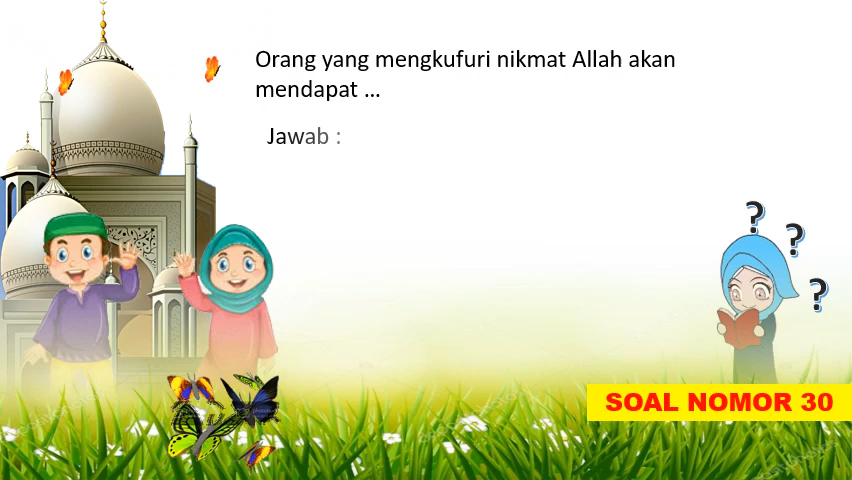 Orang yang mengkufuri nikmat Allah akan
mendapat …
Jawab :
?
?
?
SOAL NOMOR 30